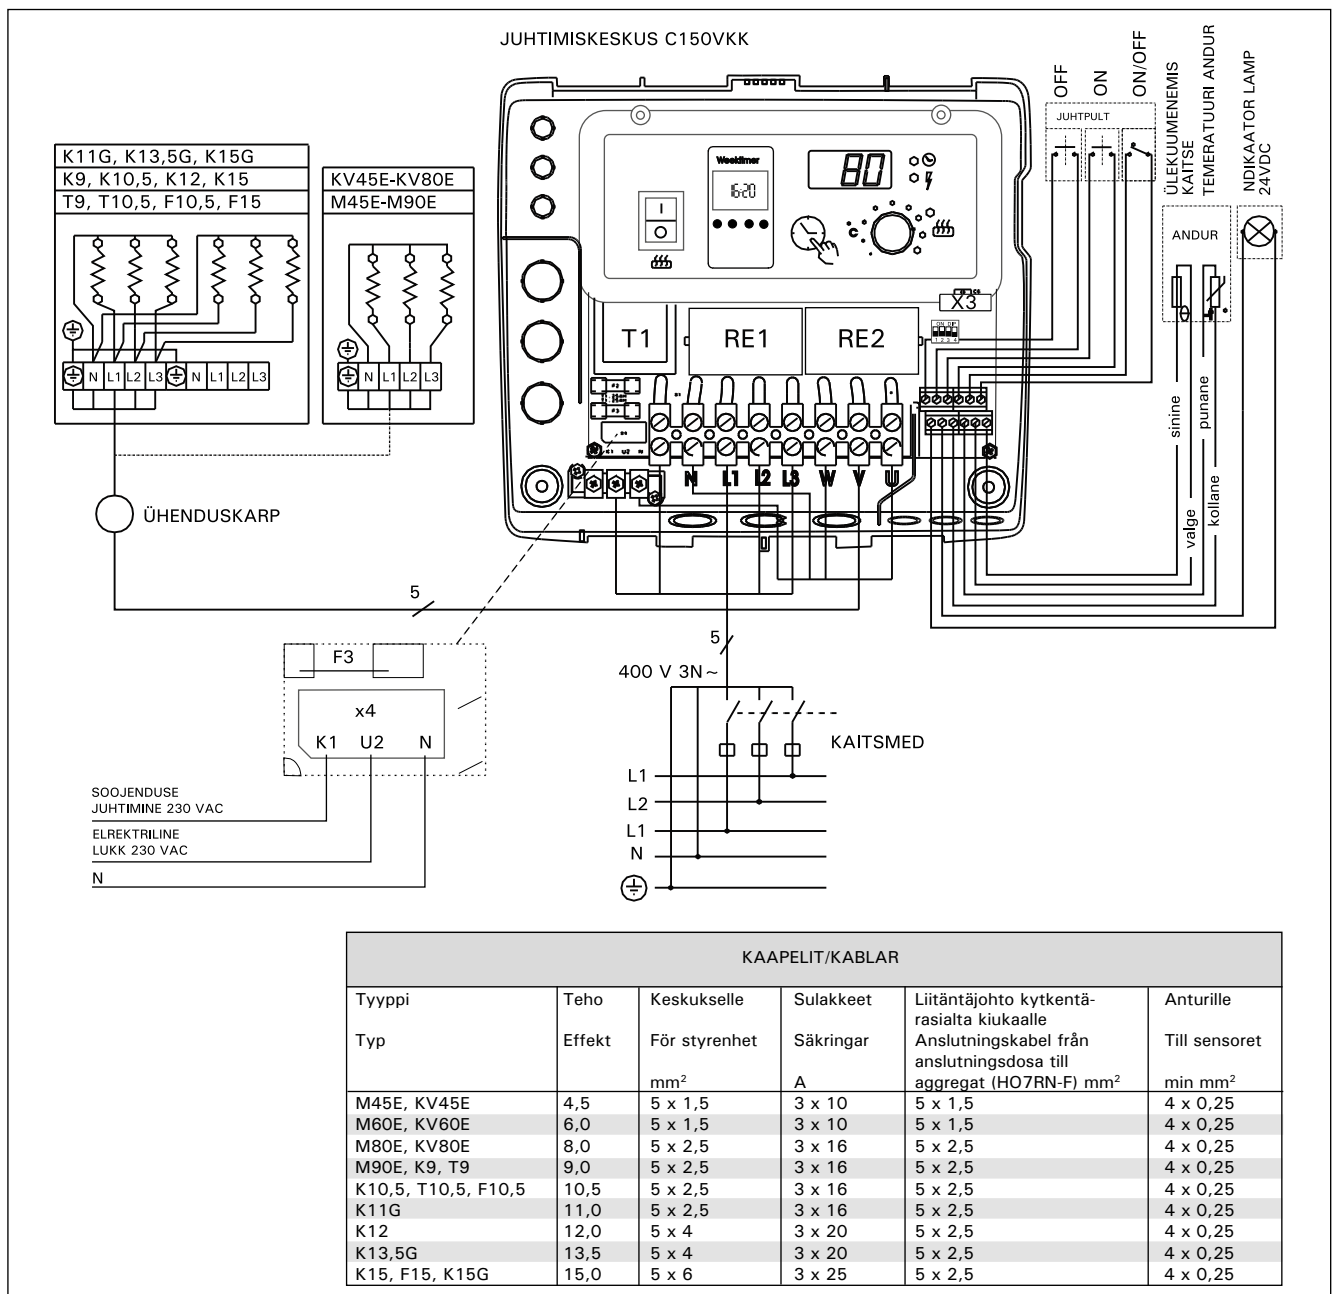 JUHTIMISKESKUS C150VKK
K11G, K13,5G, K15G
K9, K10,5, K12, K15
T9, T10,5, F10,5, F15
N L1 L2 L3 N L1 L2 L3
KV45E-KV80E
M45E-M90E
N L1 L2 L3
ÜHENDUSKARP
Weektimer
16:20
80
I
O
C
T1
RE1
RE2
X3
ON DIP
1 2 3 4
F3
K1 U2 N
N L1 L2 L3 W V U
OFF
ON
ON/OFF
JUHTPULT
ÜLEKUUMENEMIS
KAITSE
TEMERATUURI ANDUR
NDIKAATOR LAMP
24VDC
ANDUR
sinine
valge
punane
kollane
5
F3
x4
K1 U2 N
SOOJENDUSE
JUHTIMINE 230 VAC
ELREKTRILINE
LUKK 230 VAC
N
5
400 V 3N~
KAITSMED
L1
L2
L1
N
KAAPELIT/KABLAR
Tyyppi Teho Keskukselle Sulakkeet Liitäntäjohto kytkentä- Anturille
rasialta kiukaalle
Typ Effekt För styrenhet Säkringar Anslutningskabel från Till sensoret
anslutningsdosa till
mm² A aggregat (HO7RN-F) mm² min mm²
M45E, KV45E 4,5 5 x 1,5 3 x 10 5 x 1,5 4 x 0,25
M60E, KV60E 6,0 5 x 1,5 3 x 10 5 x 1,5 4 x 0,25
M80E, KV80E 8,0 5 x 2,5 3 x 16 5 x 2,5 4 x 0,25
M90E, K9, T9 9,0 5 x 2,5 3 x 16 5 x 2,5 4 x 0,25
K10,5, T10,5, F10,5 10,5 5 x 2,5 3 x 16 5 x 2,5 4 x 0,25
K11G 11,0 5 x 2,5 3 x 16 5 x 2,5 4 x 0,25
K12 12,0 5 x 4 3 x 20 5 x 2,5 4 x 0,25
K13,5G 13,5 5 x 4 3 x 20 5 x 2,5 4 x 0,25
K15, F15, K15G 15,0 5 x 6 3 x 25 5 x 2,5 4 x 0,25